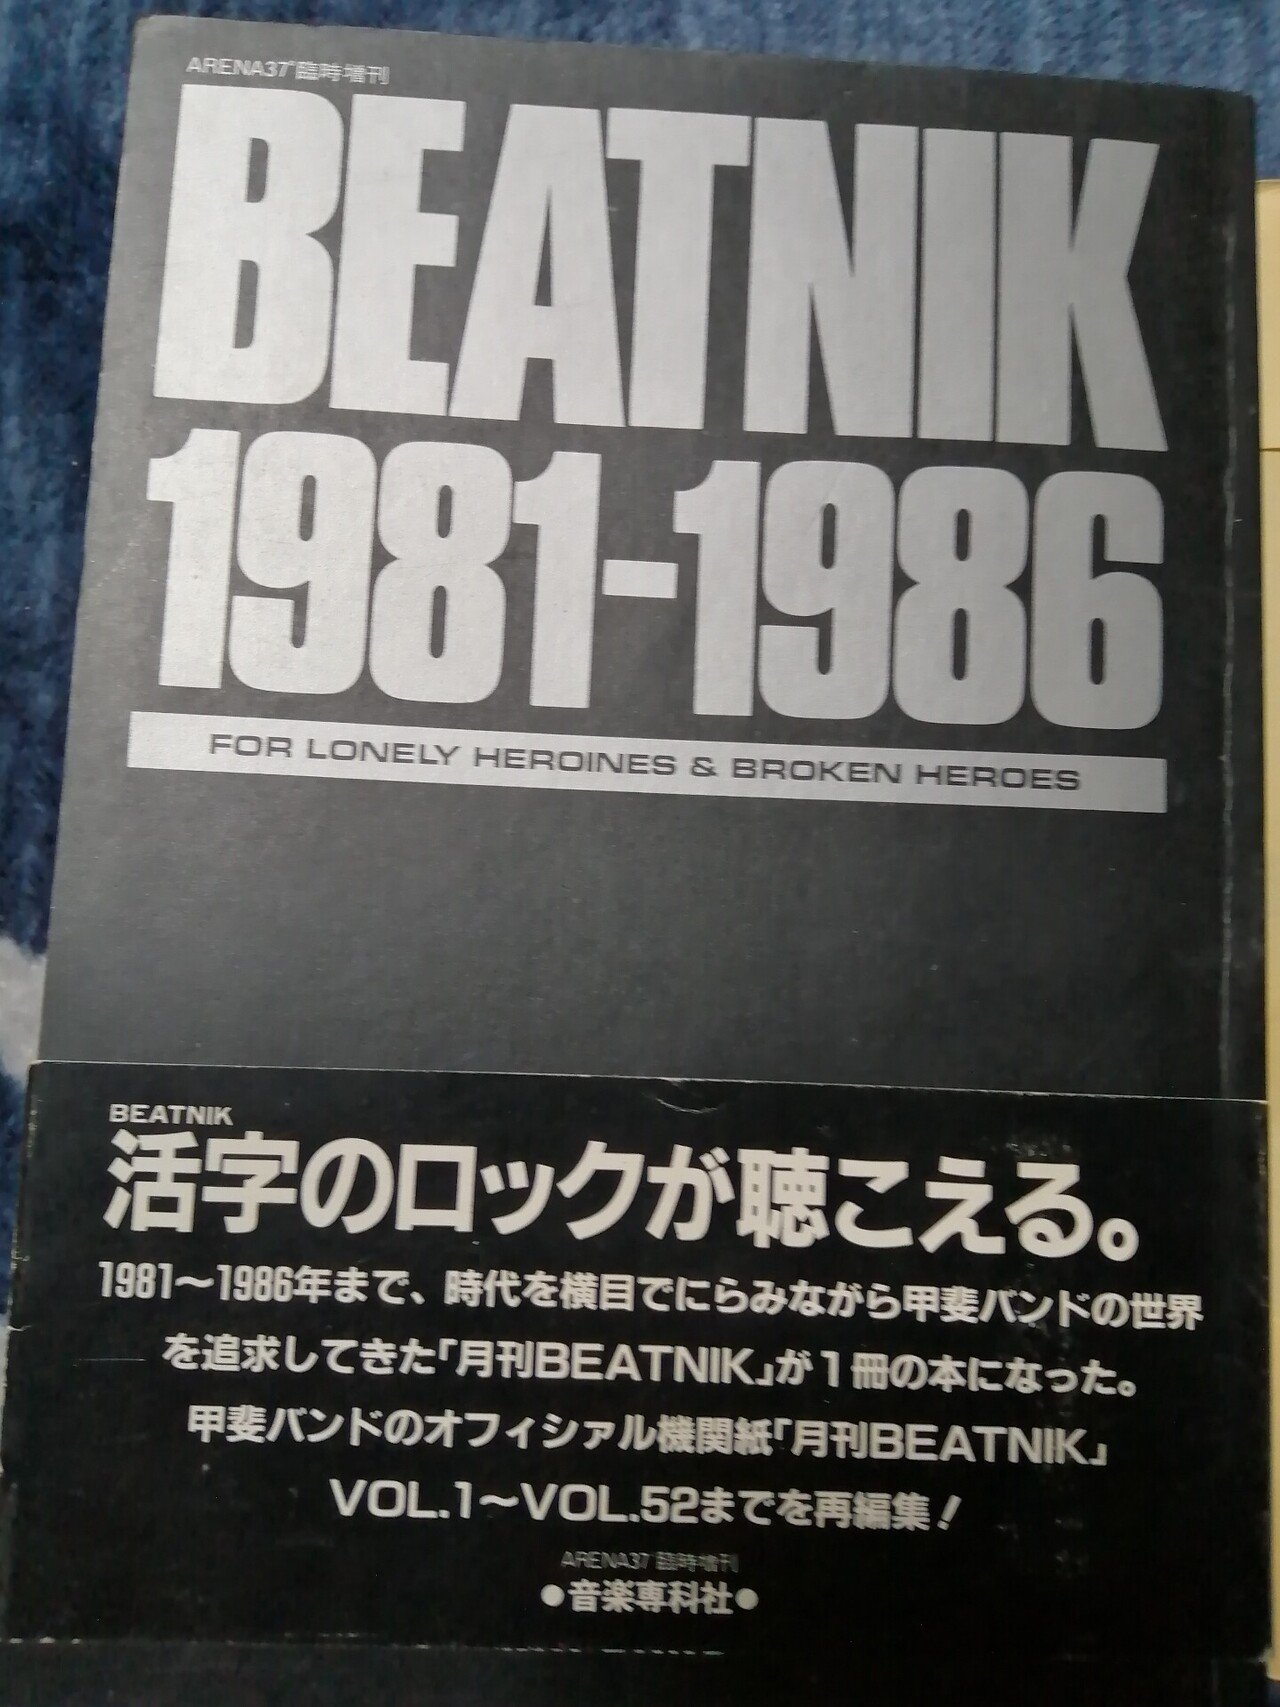 ARENA37°臨時増刊
BEATNIK
1981-1986
FOR LONELY HEROINES & BROKEN HEROES
BEATNIK
活字のロックが聴こえる。
1981〜1986年まで、時代を横目でにらみながら甲斐バンドの世界
を追求してきた「月刊BEATNIK」が1冊の本になった。
甲斐バンドのオフィシァル機関紙「月刊BEATNIK」
VOL.1〜VOL.52までを再編集！
ARENA37°臨時増刊
●音楽専科社●